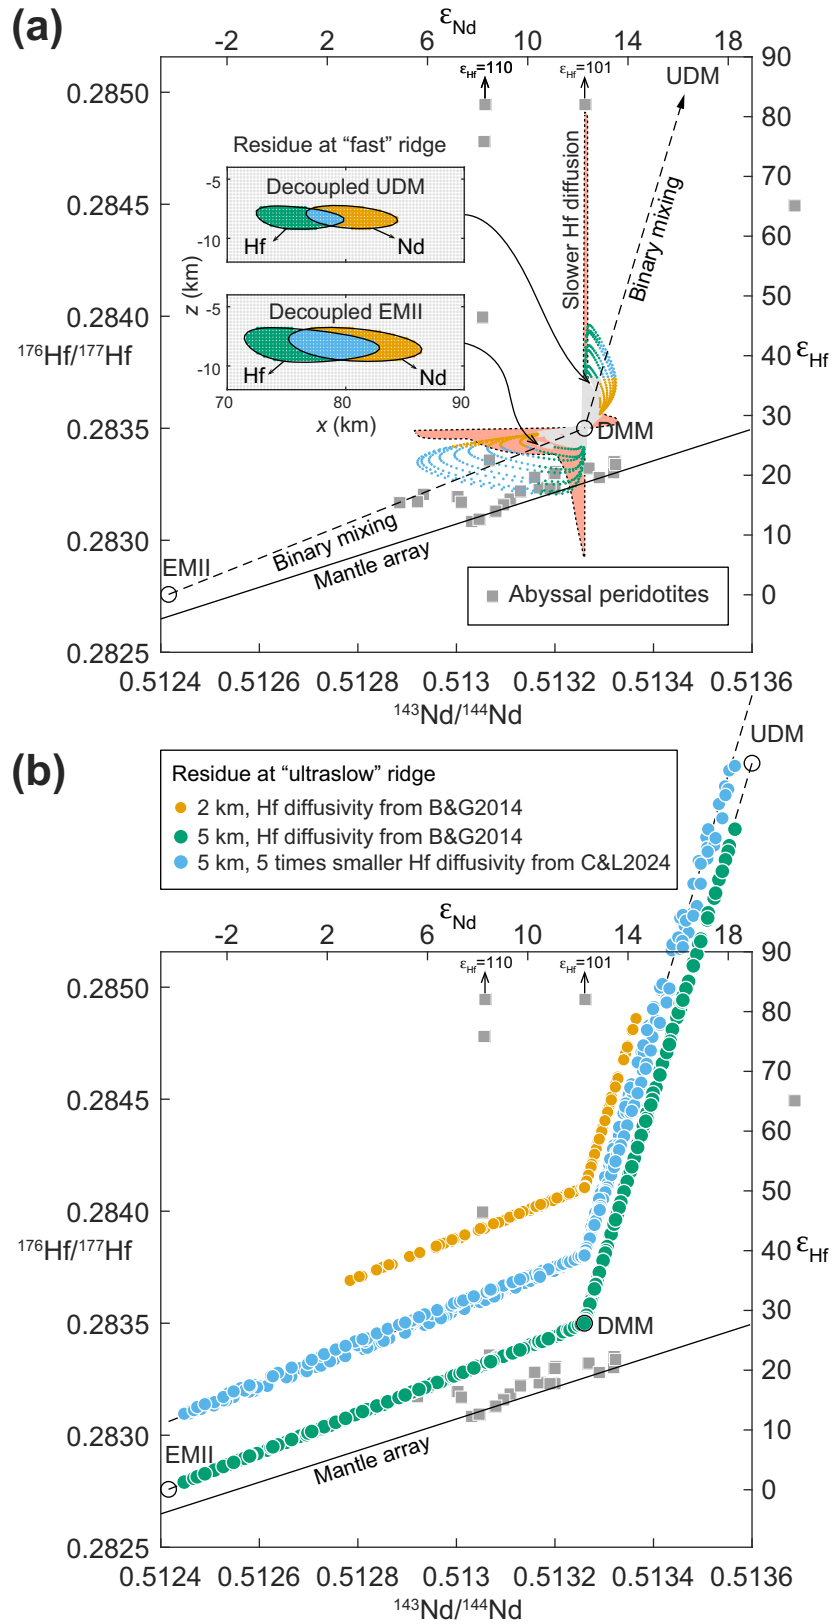 (a)
εNd
-2 2 6 10 14 18
εHf=110 εHf=101
UDM
90
0.2850
80
Residue at “fast” ridge
Slower Hf diffusion
Binary mixing
-5
Decoupled UDM
70
0.2845
-10
Hf
Nd
60
z (km)
50
0.2840
-5
Decoupled EMII
176Hf/177Hf
40
εHf
-10
Hf
Nd
70 80 90
x (km)
30
0.2835
DMM
20
0.2830
Binary mixing
Mantle array
10
EMII
Abyssal peridotites
0
0.2825
0.5124 0.5126 0.5128 0.513 0.5132 0.5134 0.5136
143Nd/144Nd
(b)
UDM
Residue at “ultraslow” ridge
2 km, Hf diffusivity from B&G2014
5 km, Hf diffusivity from B&G2014
5 km, 5 times smaller Hf diffusivity from C&L2024
εNd
-2 2 6 10 14 18
εHf=110 εHf=101
90
0.2850
80
70
0.2845
60
50
0.2840
176Hf/177Hf
40
εHf
30
0.2835
DMM
20
0.2830
10
EMII
Mantle array
0
0.2825
0.5124 0.5126 0.5128 0.513 0.5132 0.5134 0.5136
143Nd/144Nd